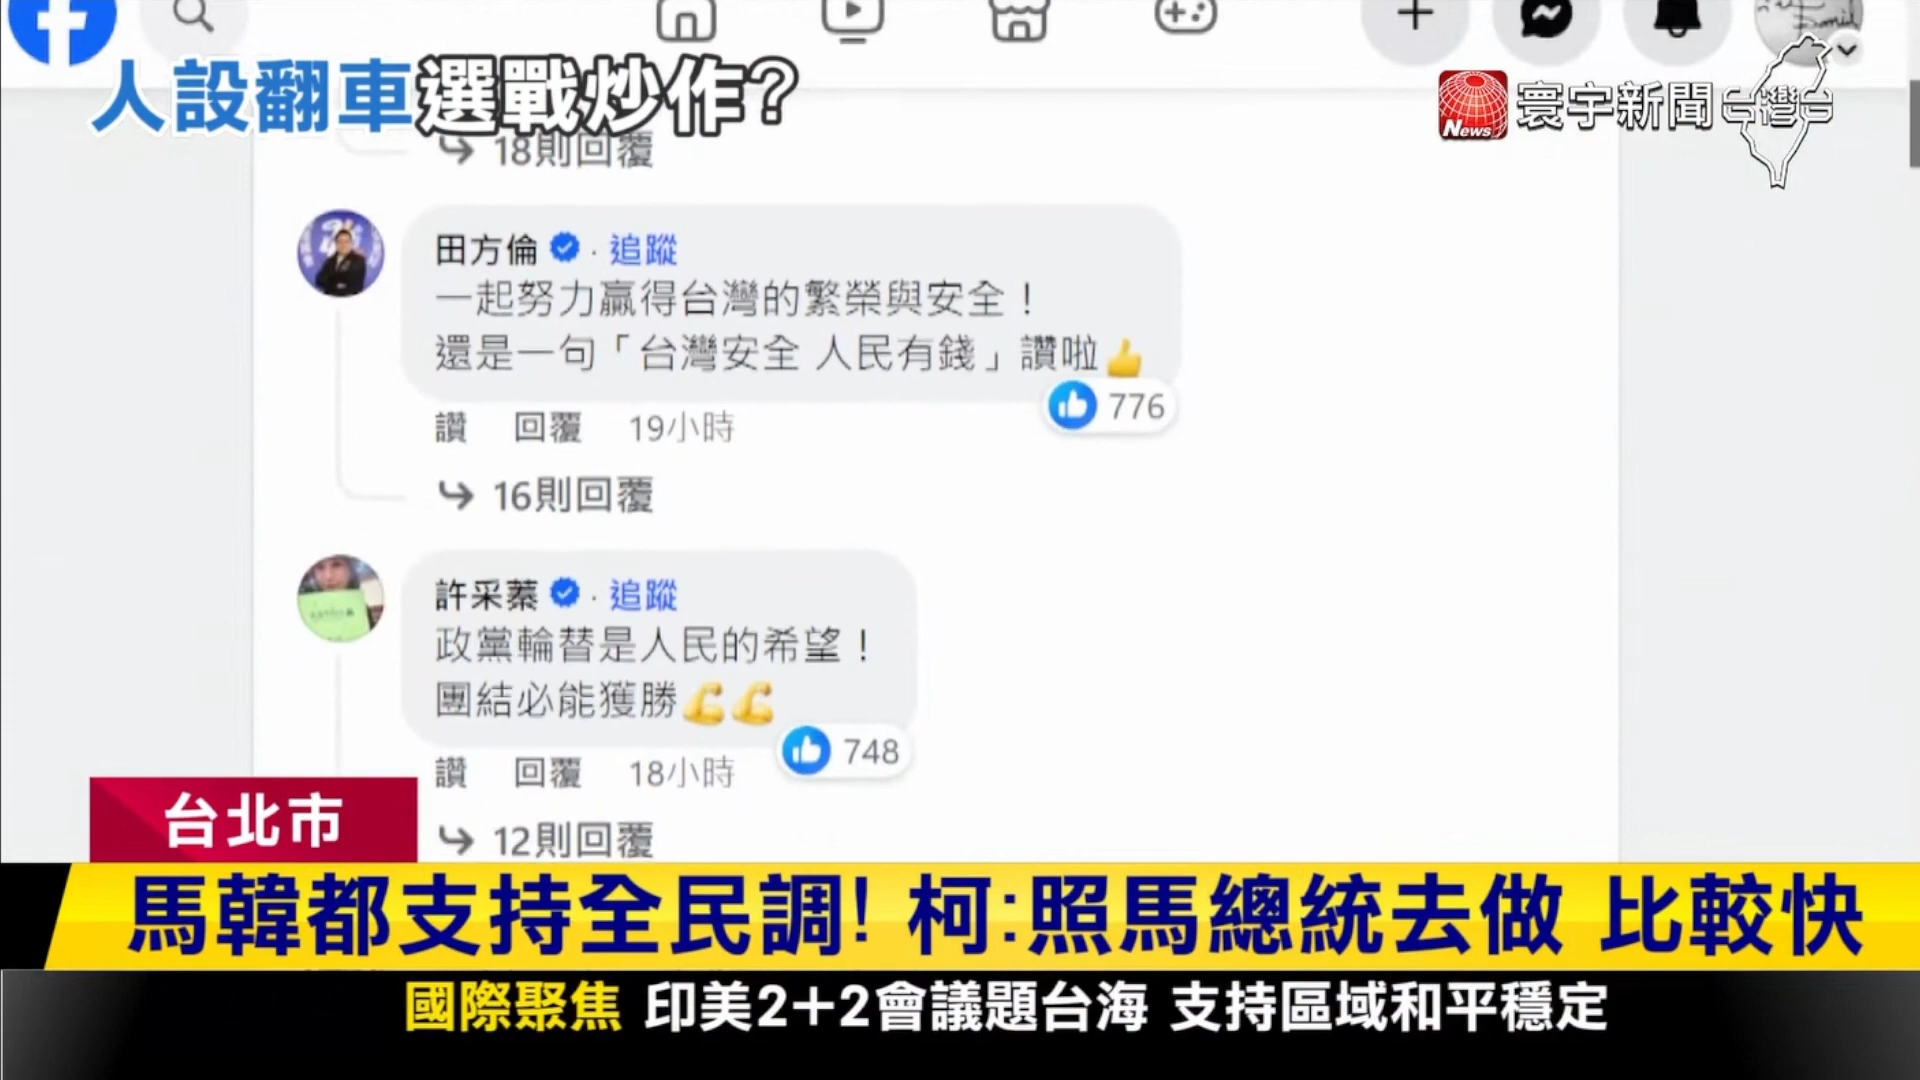 人設翻車選戰炒作?
News 寰宇新聞 台灣
18則回覆
田方倫 · 追蹤
一起努力贏得台灣的繁榮與安全！
還是一句「台灣安全 人民有錢」讚啦👍
776
讚 回覆 19小時
16則回覆
許采蓁 · 追蹤
政黨輪替是人民的希望！
團結必能獲勝💪💪
748
讚 回覆 18小時
12則回覆
台北市
馬韓都支持全民調! 柯:照馬總統去做 比較快
國際聚焦 印美2+2會議題台海 支持區域和平穩定